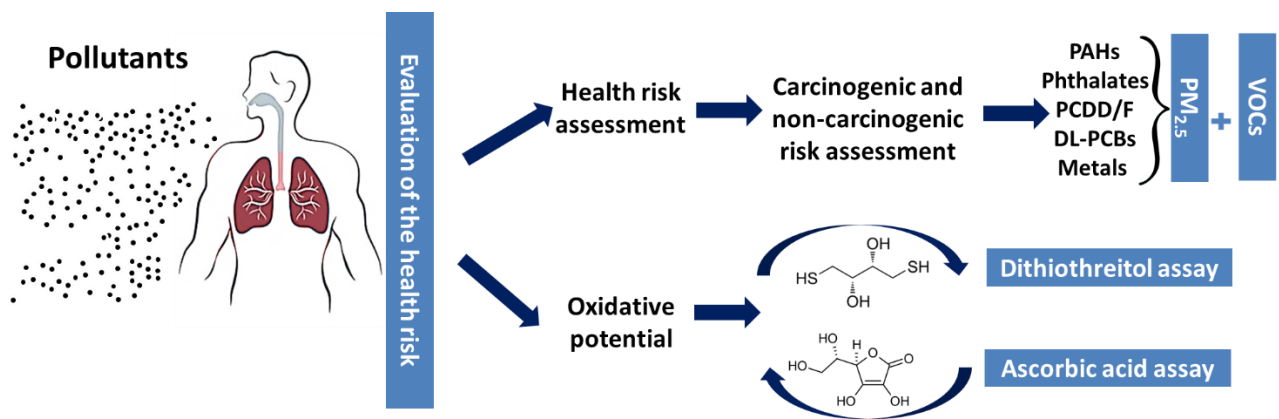 Pollutants
Evaluation of the health risk
Health risk
assessment
Carcinogenic and
non-carcinogenic
risk assessment
PAHs
Phthalates
PCDD/F
DL-PCBs
Metals
PM2.5
+
VOCs
Oxidative
potential
OH
HS
SH
OH
Dithiothreitol assay
HO
H
HO
O
O
HO
OH
Ascorbic acid assay